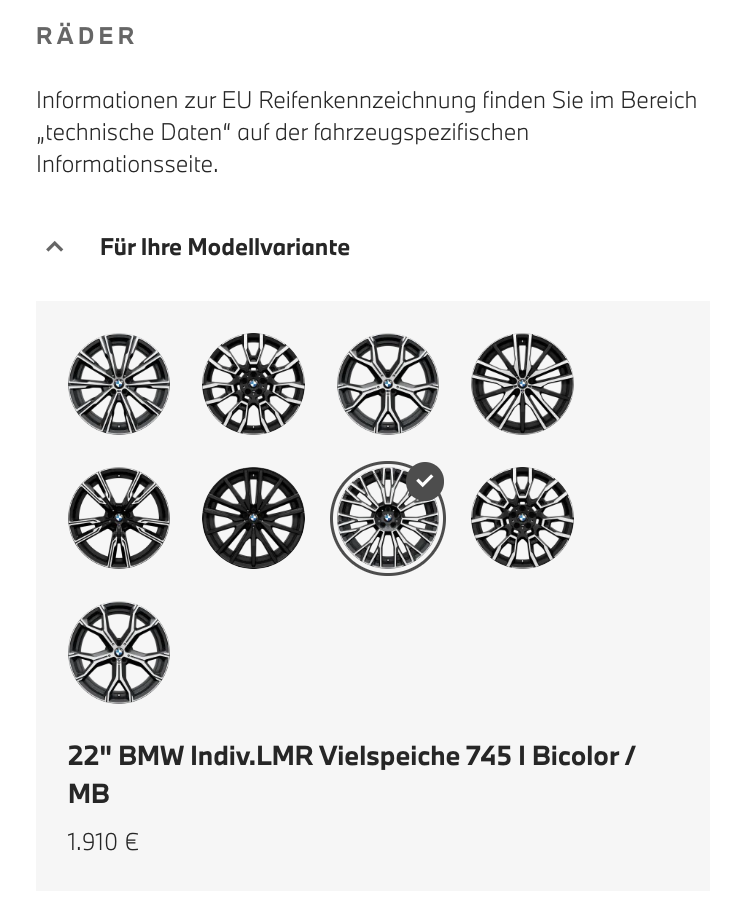 RÄDER
Informationen zur EU Reifenkennzeichnung finden Sie im Bereich
„technische Daten“ auf der fahrzeugspezifischen
Informationsseite.
Für Ihre Modellvariante
22" BMW Indiv.LMR Vielspeiche 745 I Bicolor /
MB
1.910 €